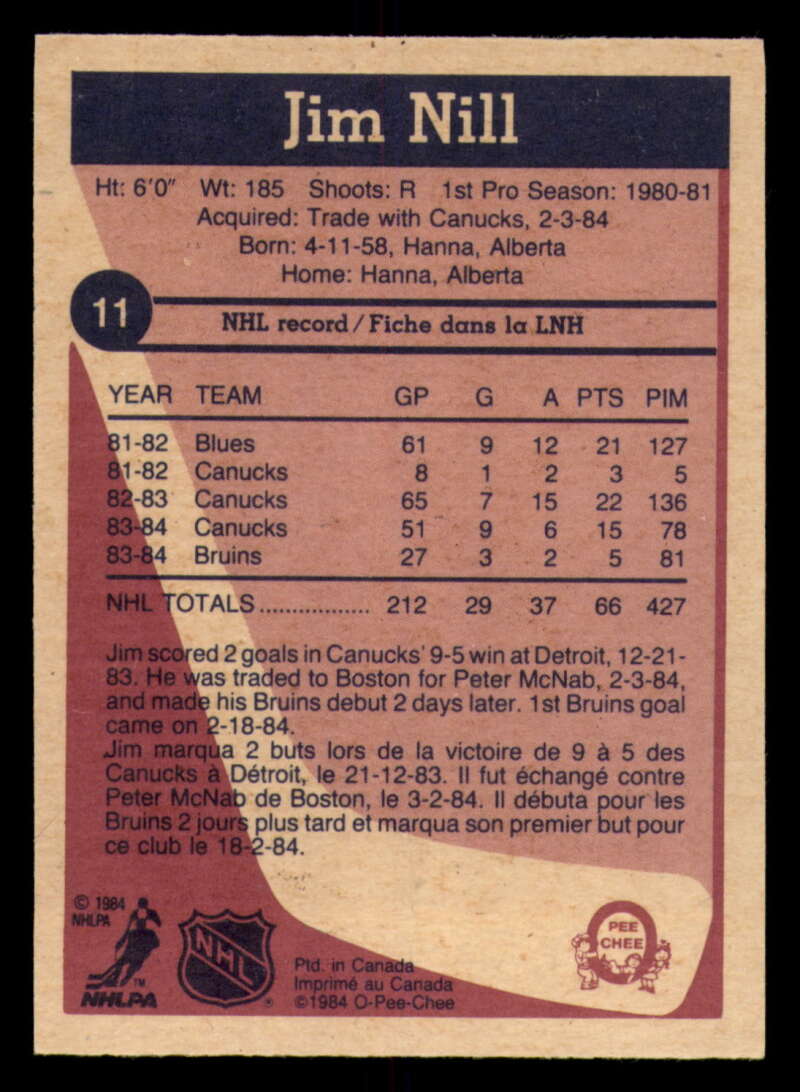 Jim Nill
Ht: 6'0" Wt: 185 Shoots: R 1st Pro Season: 1980-81
Acquired: Trade with Canucks, 2-3-84
Born: 4-11-58, Hanna, Alberta
Home: Hanna, Alberta
11
NHL record/Fiche dans la LNH
YEAR TEAM GP G A PTS PIM
81-82 Blues 61 9 12 21 127
81-82 Canucks 8 1 2 3 5
82-83 Canucks 65 7 15 22 136
83-84 Canucks 51 9 6 15 78
83-84 Bruins 27 3 2 5 81
NHL TOTALS................. 212 29 37 66 427
Jim scored 2 goals in Canucks' 9-5 win at Detroit, 12-21-
83. He was traded to Boston for Peter McNab, 2-3-84,
and made his Bruins debut 2 days later. 1st Bruins goal
came on 2-18-84.
Jim marqua 2 buts lors de la victoire de 9 à 5 des
Canucks à Détroit, le 21-12-83. Il fut échangé contre
Peter McNab de Boston, le 3-2-84. Il débuta pour les
Bruins 2 jours plus tard et marqua son premier but pour
ce club le 18-2-84.
© 1984
NHLPA
TM
NHLPA
NHL
Ptd. in Canada
Imprimé au Canada
©1984 O-Pee-Chee
PEE
CHEE